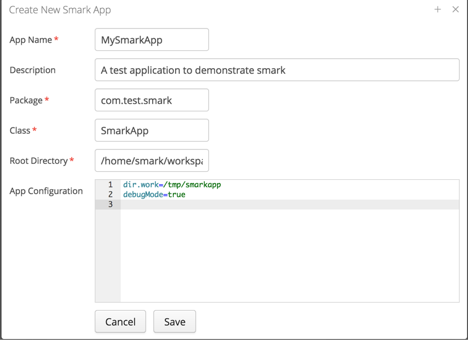 Create New Smark App
App Name *
MySmarkApp
Description
A test application to demonstrate smark
Package *
com.test.smark
Class *
SmarkApp
Root Directory *
/home/smark/workspa
App Configuration
1 dir.work=/tmp/smarkapp
2 debugMode=true
3
Cancel
Save